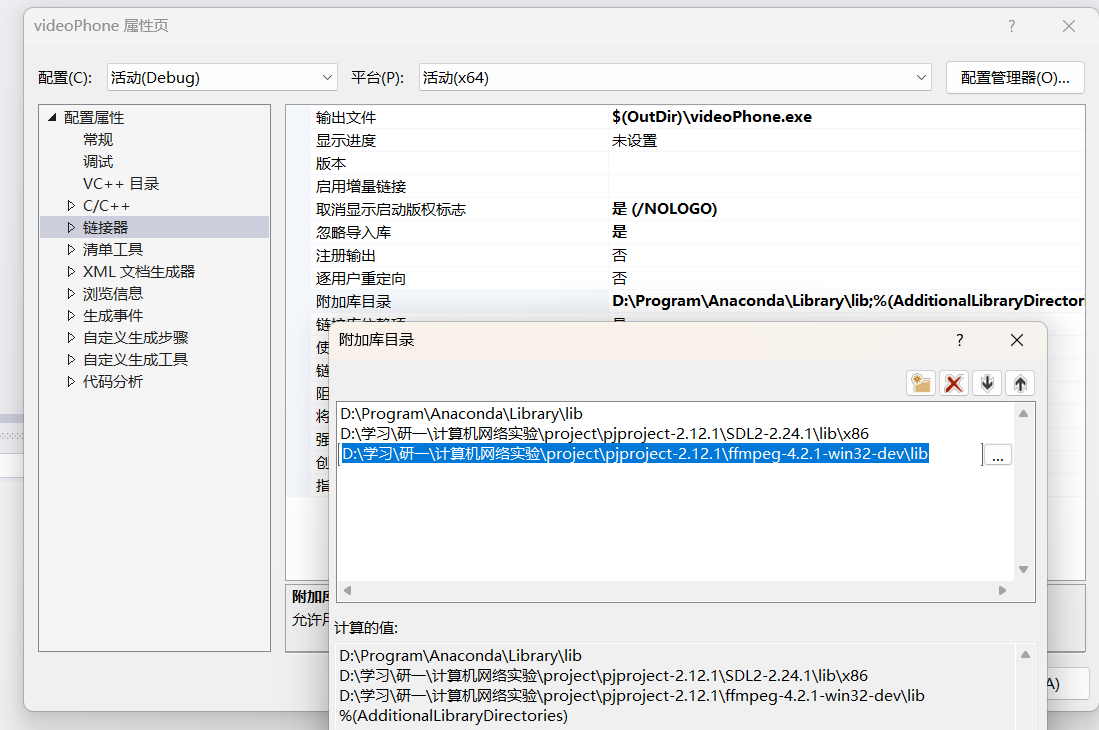 videoPhone 属性页
配置(C): 活动(Debug) 平台(P): 活动(x64) 配置管理器(O)...
配置属性
常规
调试
VC++ 目录
C/C++
链接器
清单工具
XML 文档生成器
浏览信息
生成事件
自定义生成步骤
自定义生成工具
代码分析
输出文件 $(OutDir)\videoPhone.exe
显示进度 未设置
版本
启用增量链接
取消显示启动版权标志 是 (/NOLOGO)
忽略导入库 是
注册输出 否
逐用户重定向 否
附加库目录 D:\Program\Anaconda\Library\lib;%(AdditionalLibraryDirector
使
链
阻
将
强
创
指
附加库
允许用
附加库目录
D:\Program\Anaconda\Library\lib
D:\学习\研一\计算机网络实验\project\pjproject-2.12.1\SDL2-2.24.1\lib\x86
D:\学习\研一\计算机网络实验\project\pjproject-2.12.1\ffmpeg-4.2.1-win32-dev\lib
...
计算的值:
D:\Program\Anaconda\Library\lib
D:\学习\研一\计算机网络实验\project\pjproject-2.12.1\SDL2-2.24.1\lib\x86
D:\学习\研一\计算机网络实验\project\pjproject-2.12.1\ffmpeg-4.2.1-win32-dev\lib
%(AdditionalLibraryDirectories)
A)